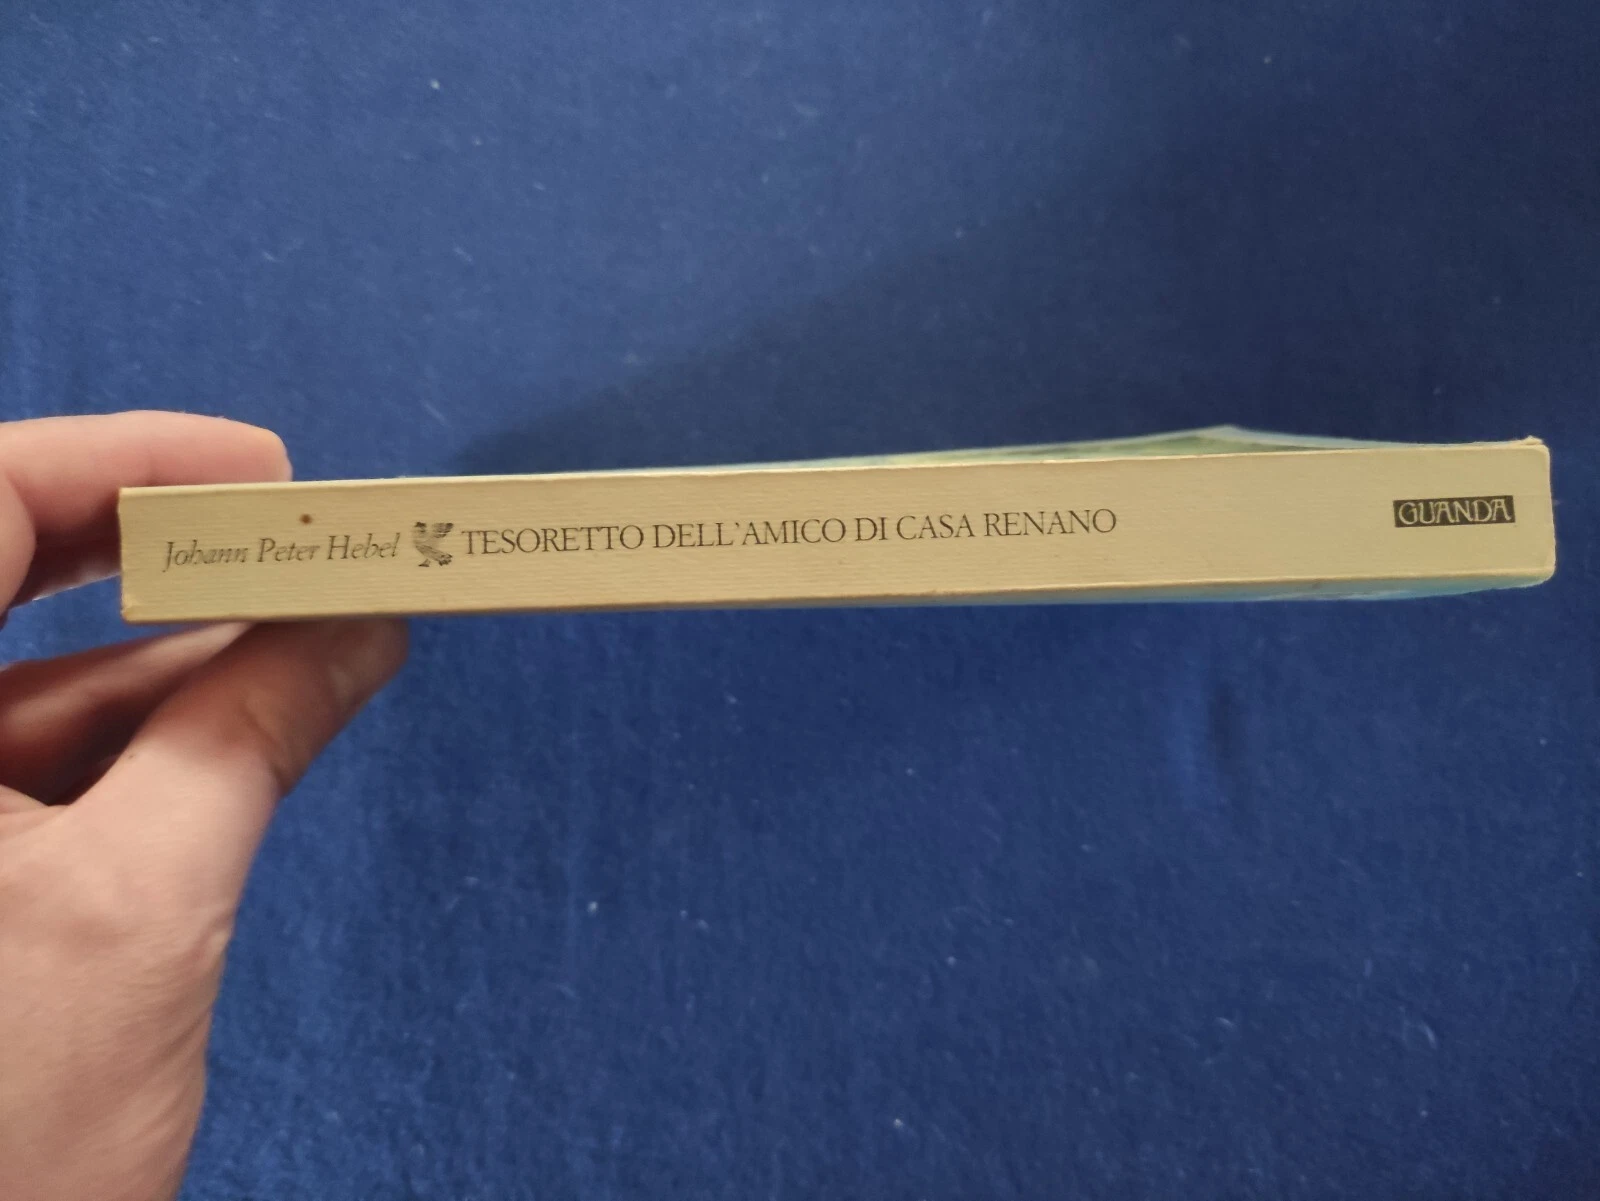 Johann Peter Hebel TESORETTO DELL'AMICO DI CASA RENANO GUANDA